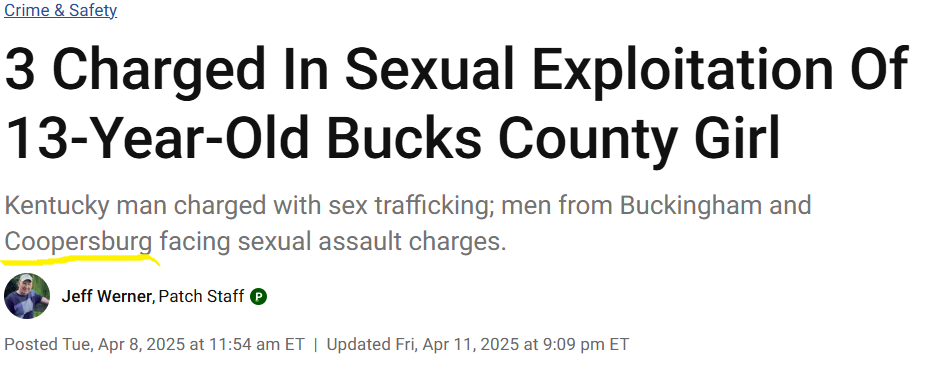 Crime & Safety
3 Charged In Sexual Exploitation Of
13-Year-Old Bucks County Girl
Kentucky man charged with sex trafficking; men from Buckingham and
Coopersburg facing sexual assault charges.
Jeff Werner, Patch Staff P
Posted Tue, Apr 8, 2025 at 11:54 am ET | Updated Fri, Apr 11, 2025 at 9:09 pm ET